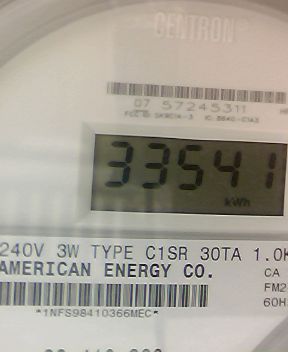 CENTRON®
07 57245311
33541
kWh
240V 3W TYPE C1SR 30TA 1.0K
AMERICAN ENERGY CO.
CA
FM2
60H
*1NFS98410366MEC*